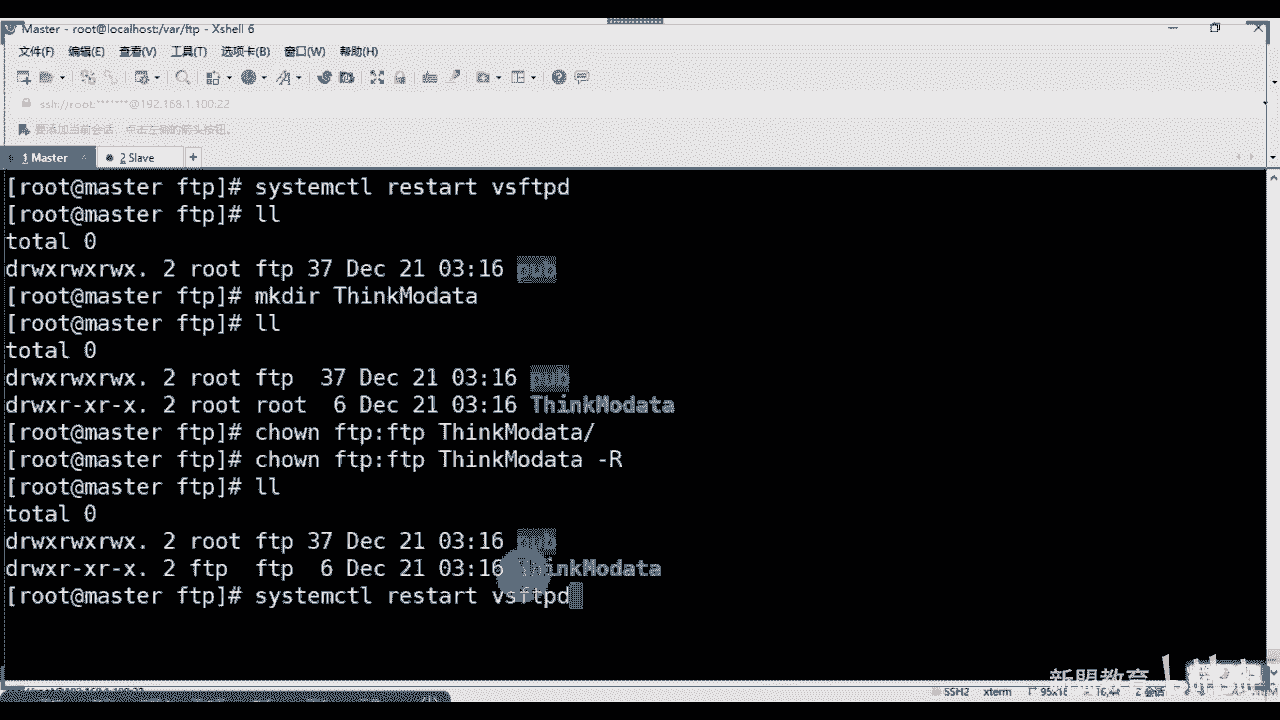 Master - root@localhost:/var/ftp - Xshell 6
文件(F) 编辑(E) 查看(V) 工具(T) 选项卡(B) 窗口(W) 帮助(H)
ssh://root:*******@192.168.1.100:22
要添加当前会话，点击左侧的箭头按钮。
1 Master 2 Slave +
[root@master ftp]# systemctl restart vsftpd
[root@master ftp]# ll
total 0
drwxrwxrwx. 2 root ftp 37 Dec 21 03:16 pub
[root@master ftp]# mkdir ThinkModata
[root@master ftp]# ll
total 0
drwxrwxrwx. 2 root ftp 37 Dec 21 03:16 pub
drwxr-xr-x. 2 root root 6 Dec 21 03:16 ThinkModata
[root@master ftp]# chown ftp:ftp ThinkModata/
[root@master ftp]# chown ftp:ftp ThinkModata -R
[root@master ftp]# ll
total 0
drwxrwxrwx. 2 root ftp 37 Dec 21 03:16 pub
drwxr-xr-x. 2 ftp ftp 6 Dec 21 03:16 ThinkModata
[root@master ftp]# systemctl restart vsftpd
新盟教育
SSH2 xterm